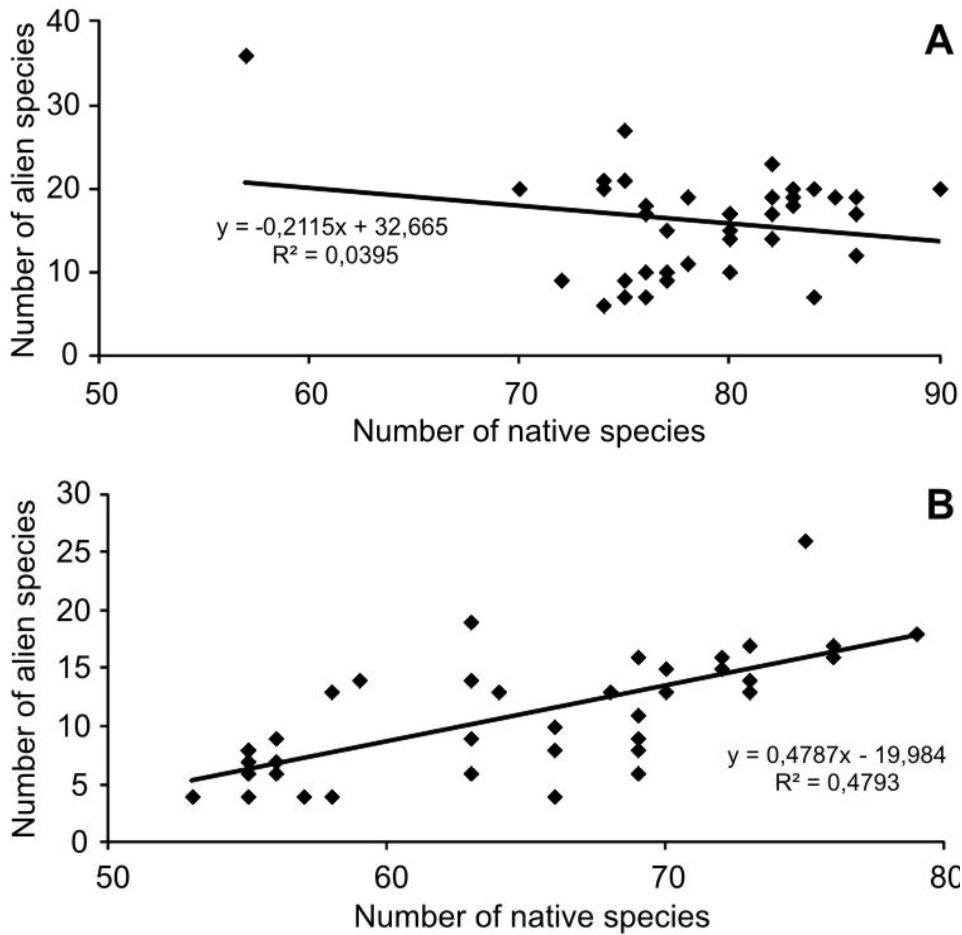 A
Number of alien species
40
30
20
10
0
y = -0,2115x + 32,665
R² = 0,0395
50 60 70 80 90
Number of native species
B
Number of alien species
30
25
20
15
10
5
0
y = 0,4787x - 19,984
R² = 0,4793
50 60 70 80
Number of native species